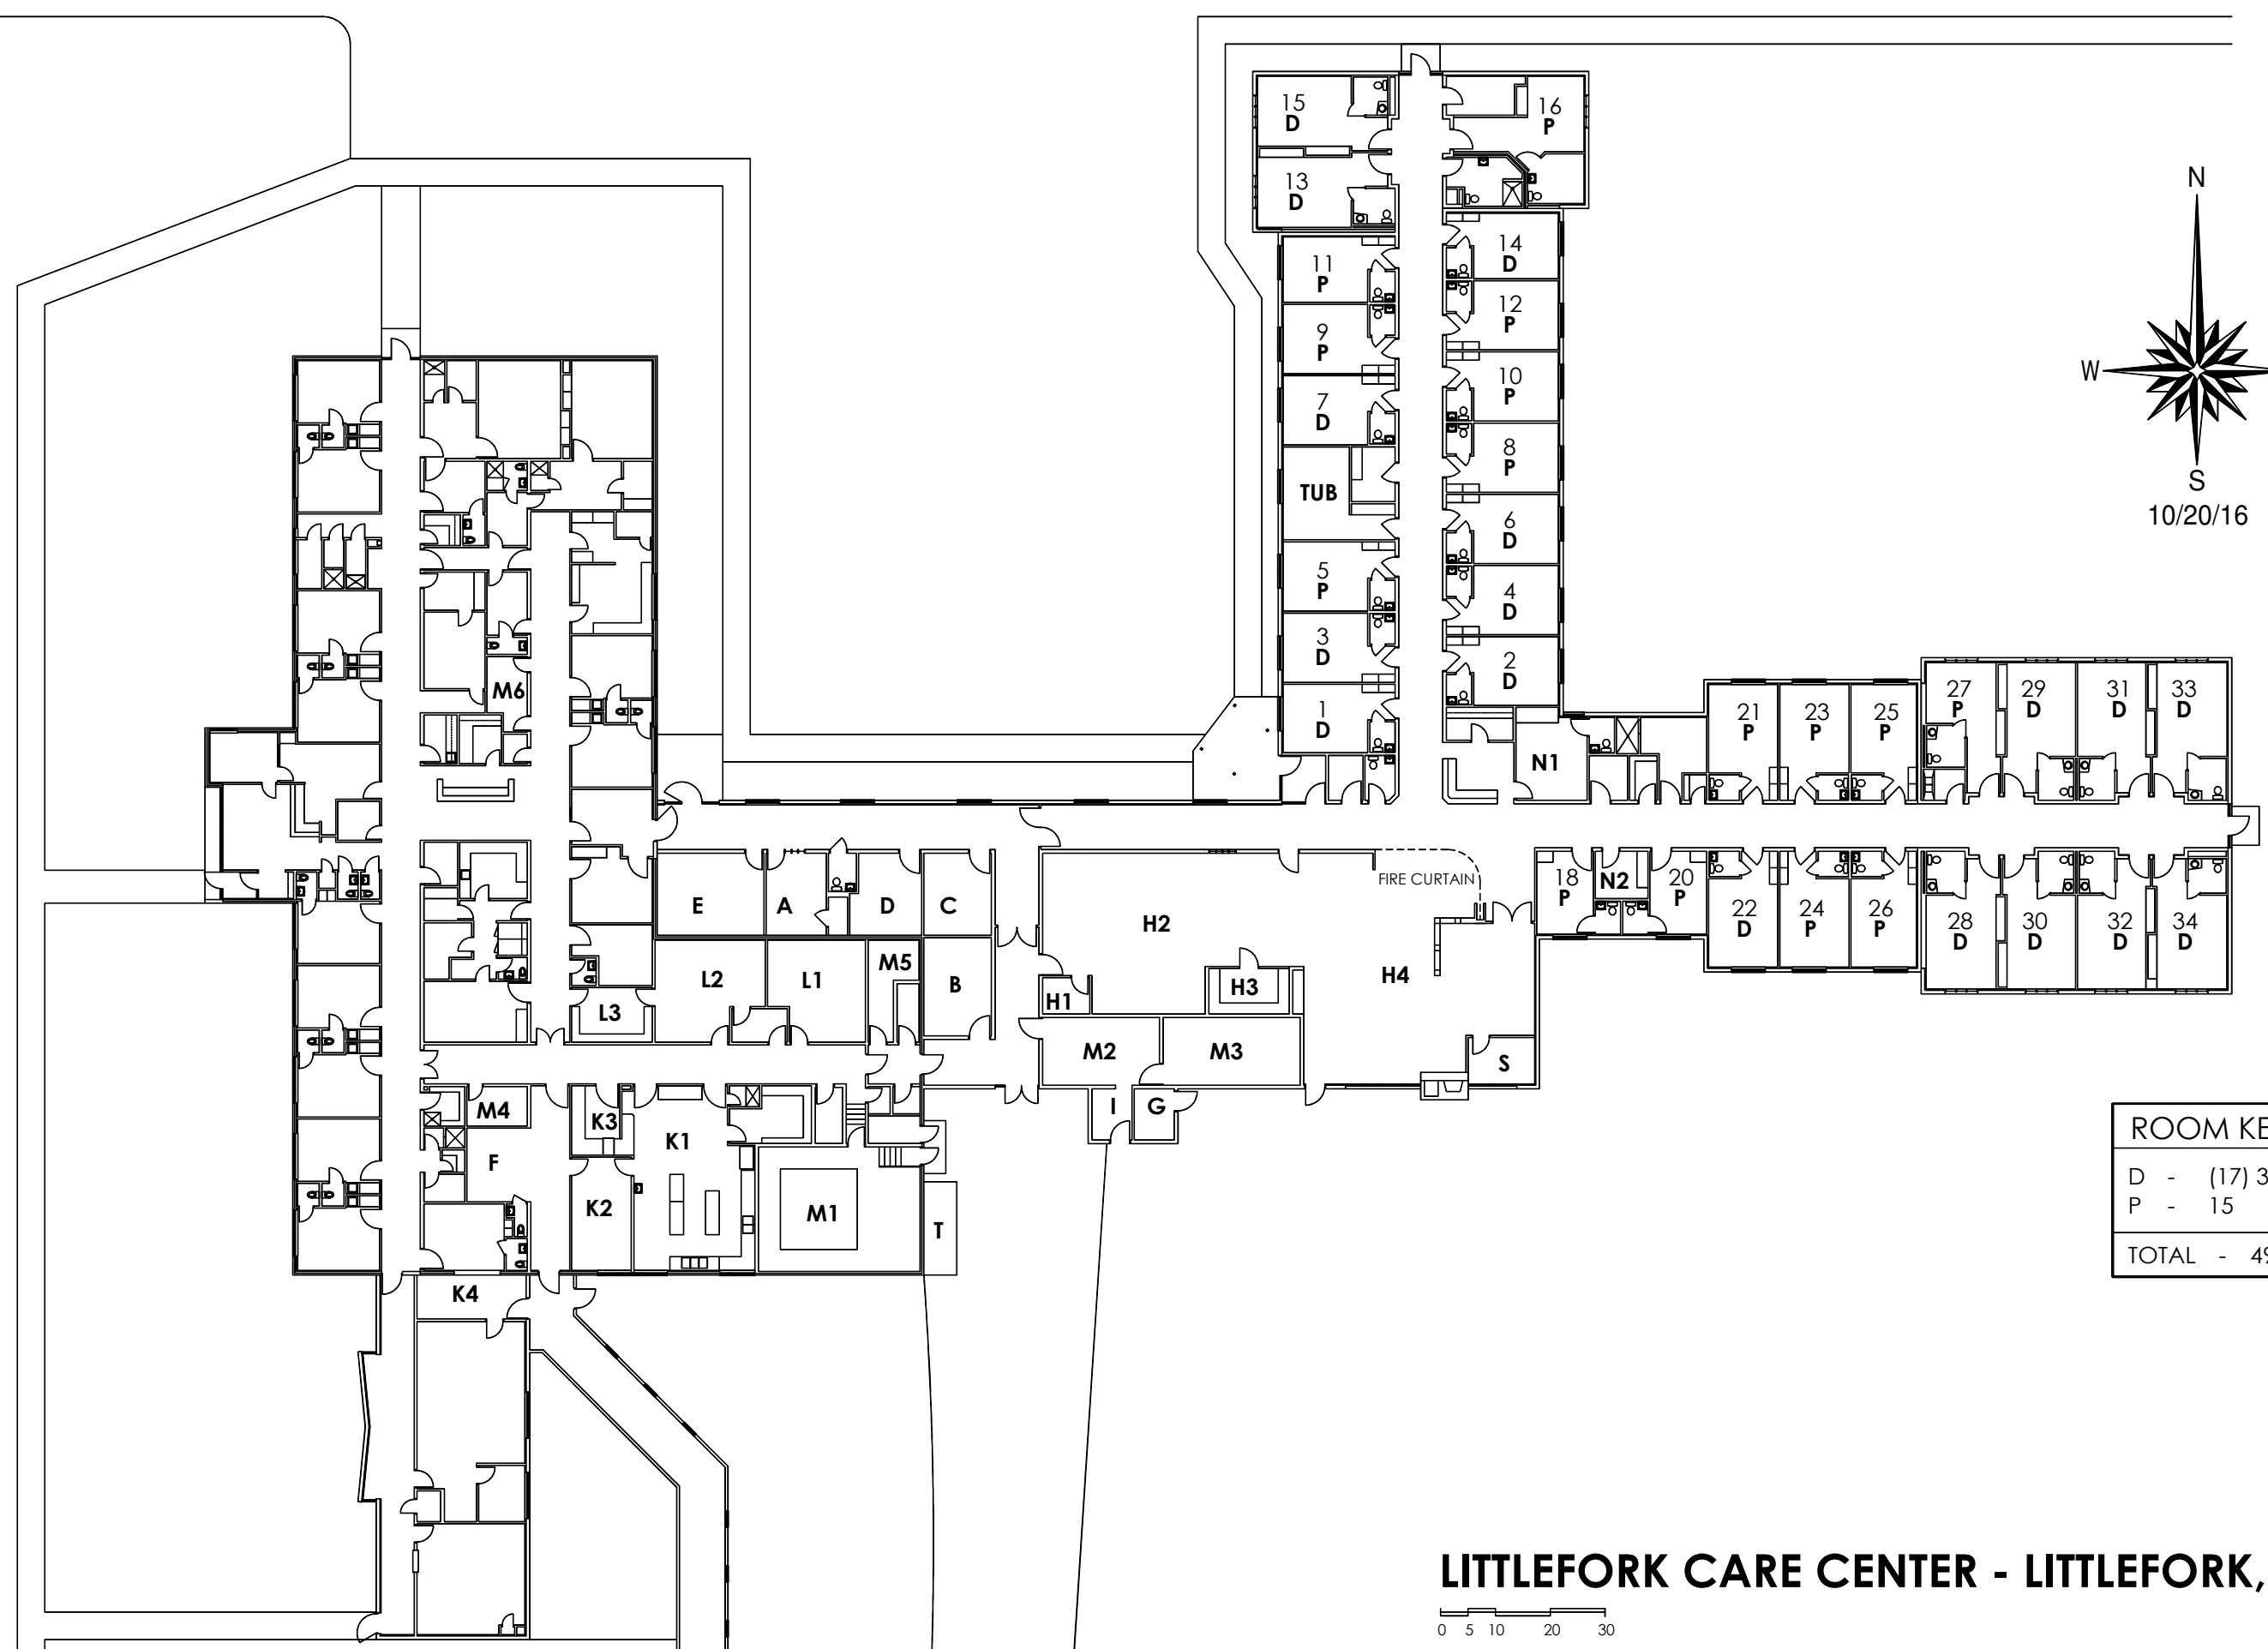 15
D
16
P
13
D
14
D
11
P
12
P
9
P
10
P
7
D
8
P
TUB
6
D
5
P
4
D
3
D
2
D
1
D
N
W
S
10/20/16
M6
N1
21
P
23
P
25
P
27
P
29
D
31
D
33
D
FIRE CURTAIN
18
P
N2
20
P
22
D
24
P
26
P
28
D
30
D
32
D
34
D
E
A
D
C
H2
L2
L1
M5
B
H1
H3
H4
L3
M2
M3
S
M4
K3
K1
I
G
F
K2
M1
T
K4
ROOM KE
D - (17) 3
P - 15
TOTAL - 49
LITTLEFORK CARE CENTER - LITTLEFORK,
0 5 10 20 30